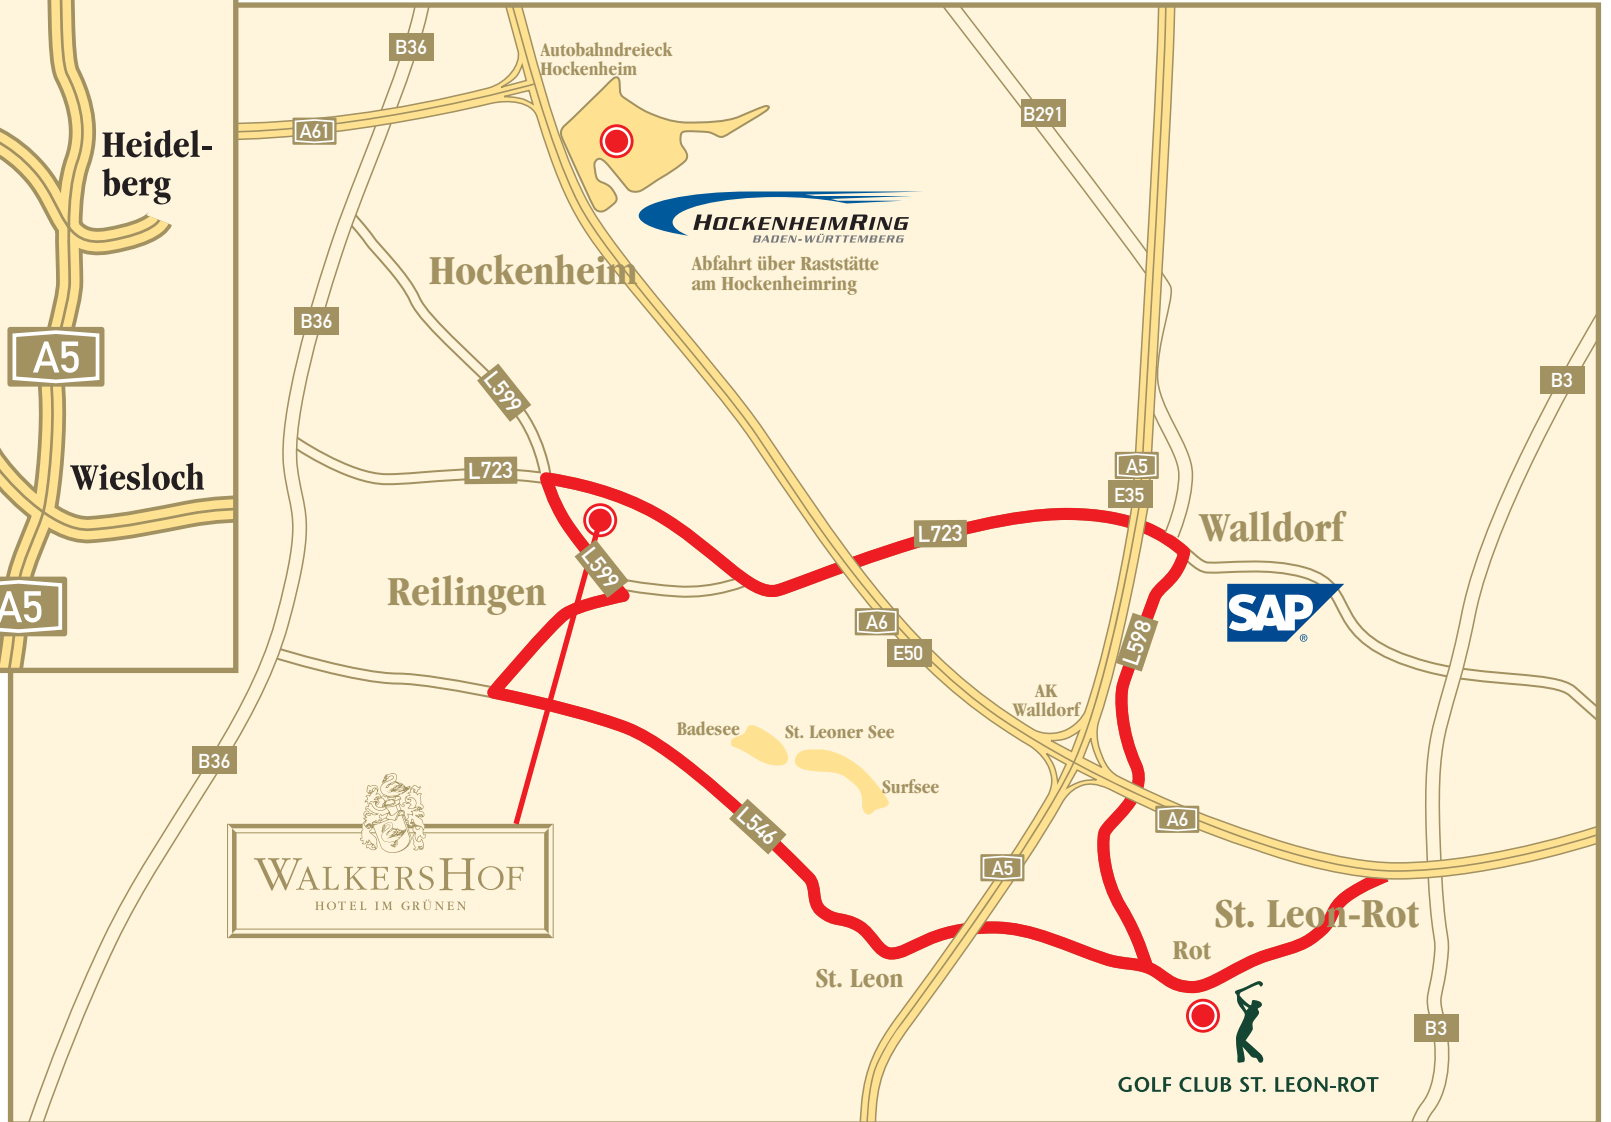 B36
Autobahndreieck
Hockenheim
A61
B291
Heidel-
berg
HOCKENHEIMRING
BADEN-WÜRTTEMBERG
Abfahrt über Raststätte
am Hockenheimring
Hockenheim
B36
A5
L599
B3
L723
A5
E35
Wiesloch
L723
Walldorf
L599
Reilingen
A5
SAP
®
A6
E50
L598
AK
Walldorf
Badesee
St. Leoner See
Surfsee
B36
L546
A6
WALKERSHOF
HOTEL IM GRÜNEN
A5
St. Leon-Rot
Rot
St. Leon
B3
GOLF CLUB ST. LEON-ROT